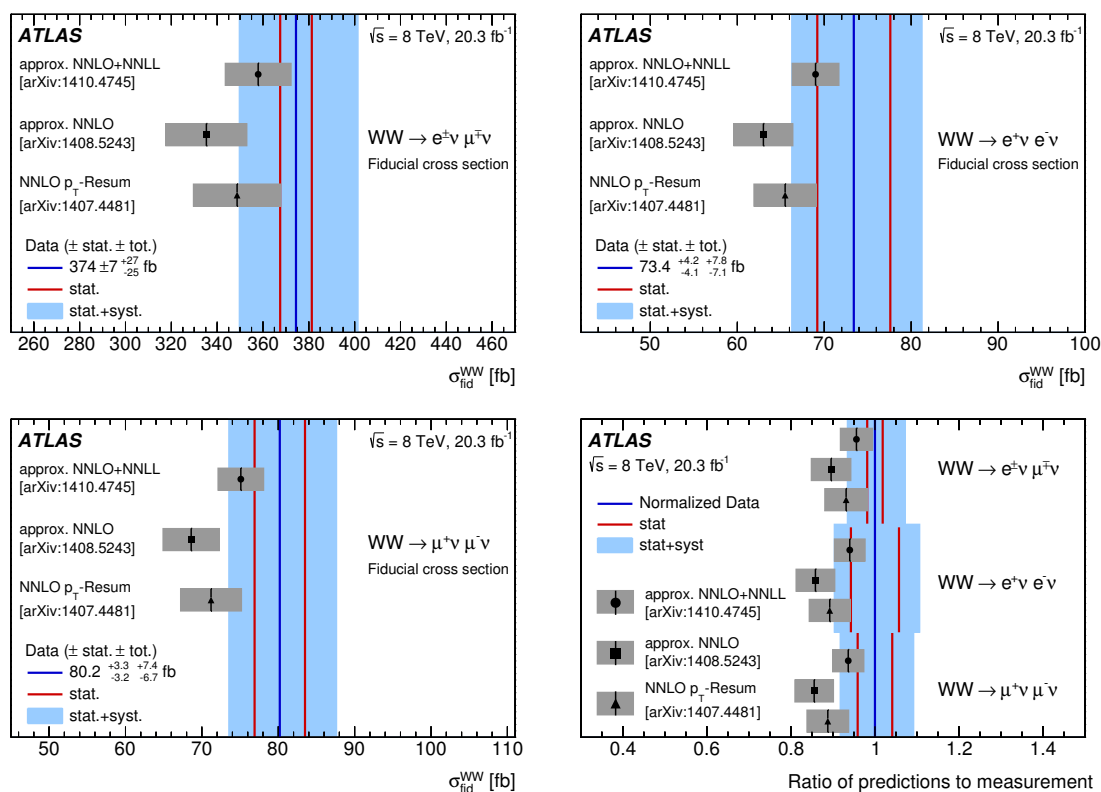 ATLAS
√s = 8 TeV, 20.3 fb⁻¹
approx. NNLO+NNLL
[arXiv:1410.4745]
approx. NNLO
[arXiv:1408.5243]
WW → e±ν μ∓ν
Fiducial cross section
NNLO p_T-Resum
[arXiv:1407.4481]
Data (± stat. ± tot.)
374 ±7 +27 -25 fb
stat.
stat.+syst.
260 280 300 320 340 360 380 400 420 440 460
σ_fid^WW [fb]
ATLAS
√s = 8 TeV, 20.3 fb⁻¹
approx. NNLO+NNLL
[arXiv:1410.4745]
approx. NNLO
[arXiv:1408.5243]
WW → e⁺ν e⁻ν
Fiducial cross section
NNLO p_T-Resum
[arXiv:1407.4481]
Data (± stat. ± tot.)
73.4 +4.2 -4.1 +7.8 -7.1 fb
stat.
stat.+syst.
50 60 70 80 90 100
σ_fid^WW [fb]
ATLAS
√s = 8 TeV, 20.3 fb⁻¹
approx. NNLO+NNLL
[arXiv:1410.4745]
approx. NNLO
[arXiv:1408.5243]
WW → μ⁺ν μ⁻ν
Fiducial cross section
NNLO p_T-Resum
[arXiv:1407.4481]
Data (± stat. ± tot.)
80.2 +3.3 -3.2 +7.4 -6.7 fb
stat.
stat.+syst.
50 60 70 80 90 100 110
σ_fid^WW [fb]
ATLAS
√s = 8 TeV, 20.3 fb⁻¹
WW → e±ν μ∓ν
Normalized Data
stat
stat+syst
WW → e⁺ν e⁻ν
approx. NNLO+NNLL
[arXiv:1410.4745]
approx. NNLO
[arXiv:1408.5243]
WW → μ⁺ν μ⁻ν
NNLO p_T-Resum
[arXiv:1407.4481]
0.4 0.6 0.8 1 1.2 1.4
Ratio of predictions to measurement